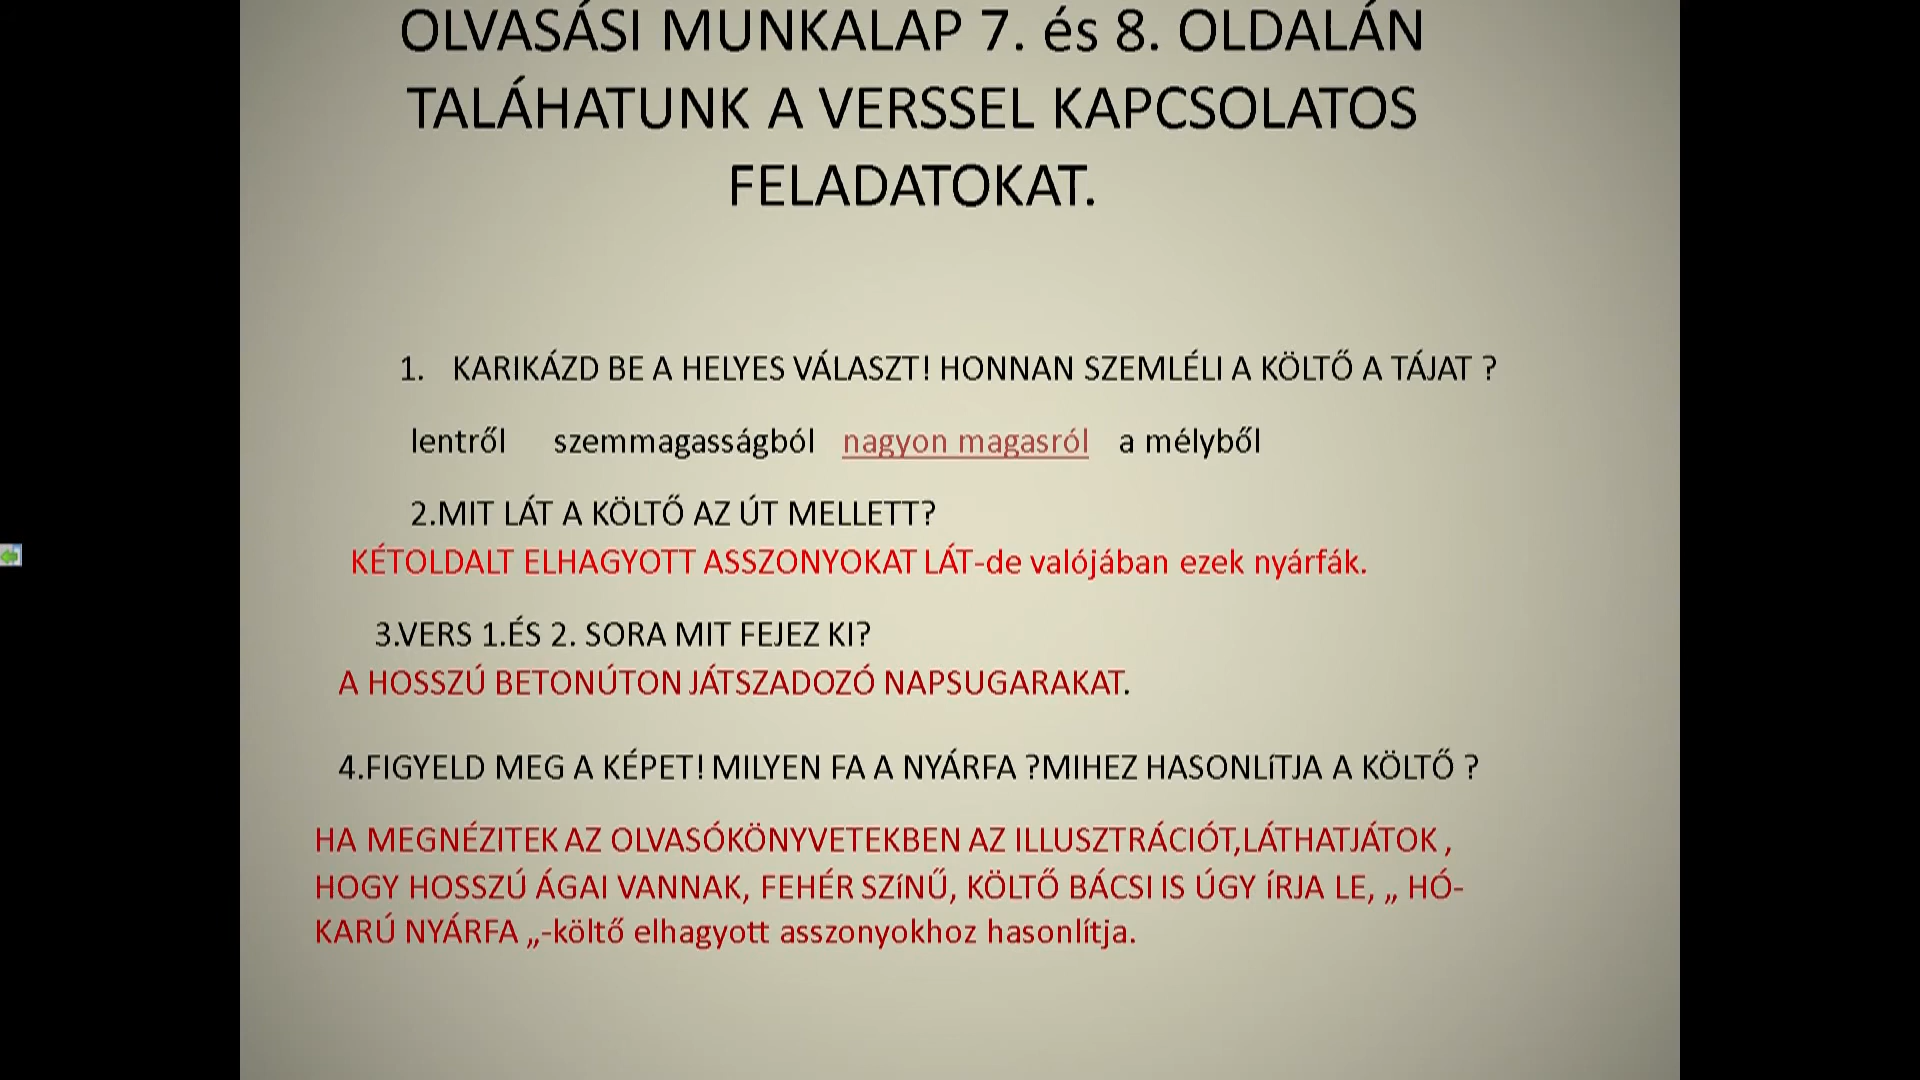 OLVASÁSI MUNKALAP 7. és 8. OLDALÁN
TALÁHATUNK A VERSSEL KAPCSOLATOS
FELADATOKAT.
1. KARIKÁZD BE A HELYES VÁLASZT! HONNAN SZEMLÉLI A KÖLTŐ A TÁJAT ?
lentről szemmagasságból nagyon magasról a mélyből
2.MIT LÁT A KÖLTŐ AZ ÚT MELLETT?
KÉTOLDALT ELHAGYOTT ASSZONYOKAT LÁT-de valójában ezek nyárfák.
3.VERS 1.ÉS 2. SORA MIT FEJEZ KI?
A HOSSZÚ BETONÚTON JÁTSZADOZÓ NAPSUGARAKAT.
4.FIGYELD MEG A KÉPET! MILYEN FA A NYÁRFA ?MIHEZ HASONLíTJA A KÖLTŐ ?
HA MEGNÉZITEK AZ OLVASÓKÖNYVETEKBEN AZ ILLUSZTRÁCIÓT,LÁTHATJÁTOK ,
HOGY HOSSZÚ ÁGAI VANNAK, FEHÉR SZíNŰ, KÖLTŐ BÁCSI IS ÚGY íRJA LE, „ HÓ-
KARÚ NYÁRFA „-költő elhagyott asszonyokhoz hasonlítja.